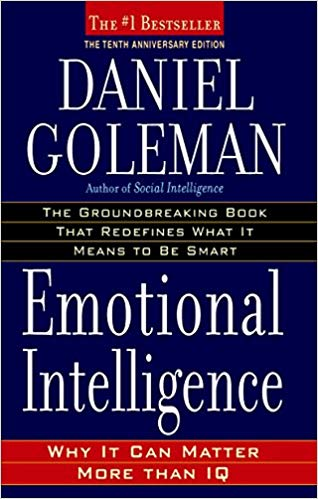 The #1 Bestseller
THE TENTH ANNIVERSARY EDITION
DANIEL
GOLEMAN
Author of Social Intelligence
The Groundbreaking Book
That Redefines What It
Means to Be Smart
Emotional
Intelligence
Why It Can Matter
More than IQ